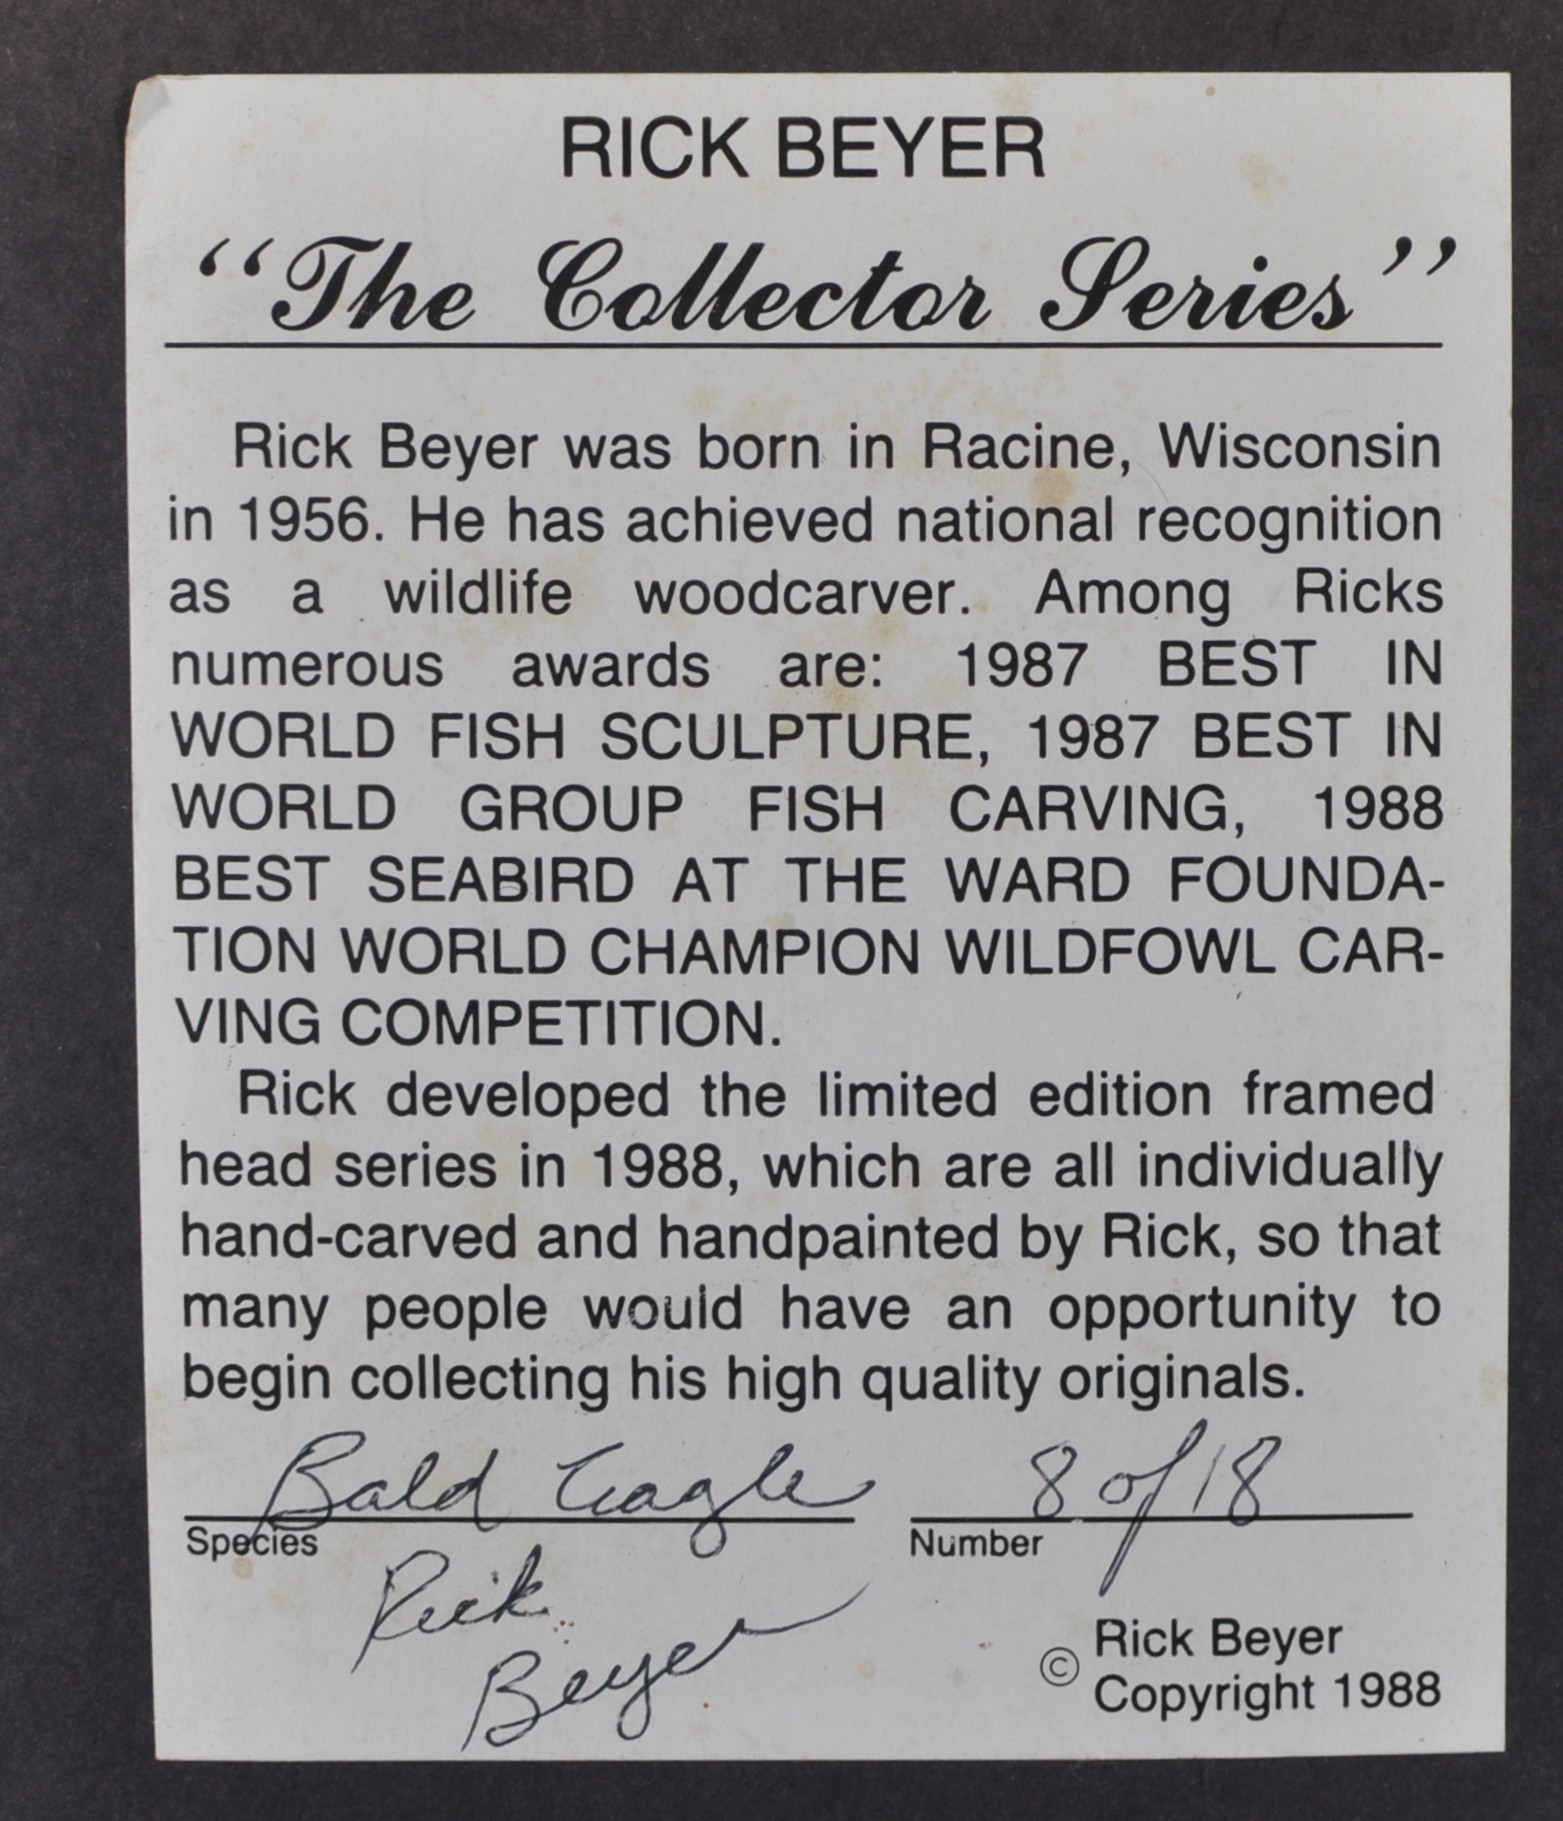 RICK BEYER
“The Collector Series”
Rick Beyer was born in Racine, Wisconsin
in 1956. He has achieved national recognition
as a wildlife woodcarver. Among Ricks
numerous awards are: 1987 BEST IN
WORLD FISH SCULPTURE, 1987 BEST IN
WORLD GROUP FISH CARVING, 1988
BEST SEABIRD AT THE WARD FOUNDA-
TION WORLD CHAMPION WILDFOWL CAR-
VING COMPETITION.
Rick developed the limited edition framed
head series in 1988, which are all individually
hand-carved and handpainted by Rick, so that
many people would have an opportunity to
begin collecting his high quality originals.
Bald Eagle 8 of 18
Species Number
Rick
Beyer
© Rick Beyer
Copyright 1988